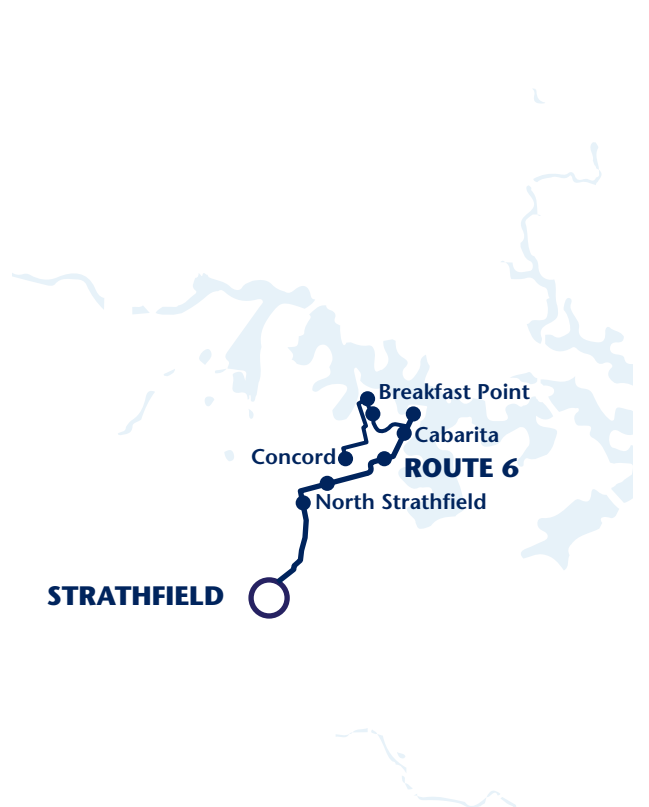 Breakfast Point
Cabarita
Concord
ROUTE 6
North Strathfield
STRATHFIELD